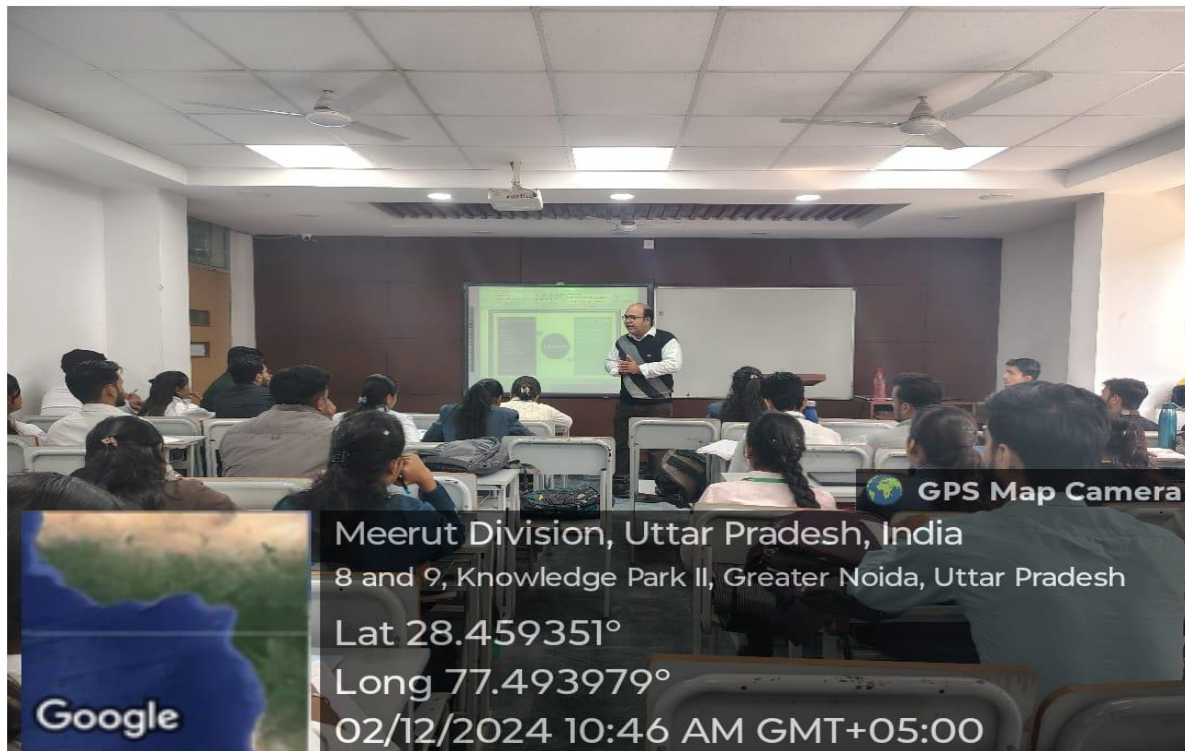 GPS Map Camera
Meerut Division, Uttar Pradesh, India
8 and 9, Knowledge Park II, Greater Noida, Uttar Pradesh
Lat 28.459351°
Long 77.493979°
02/12/2024 10:46 AM GMT+05:00
Google